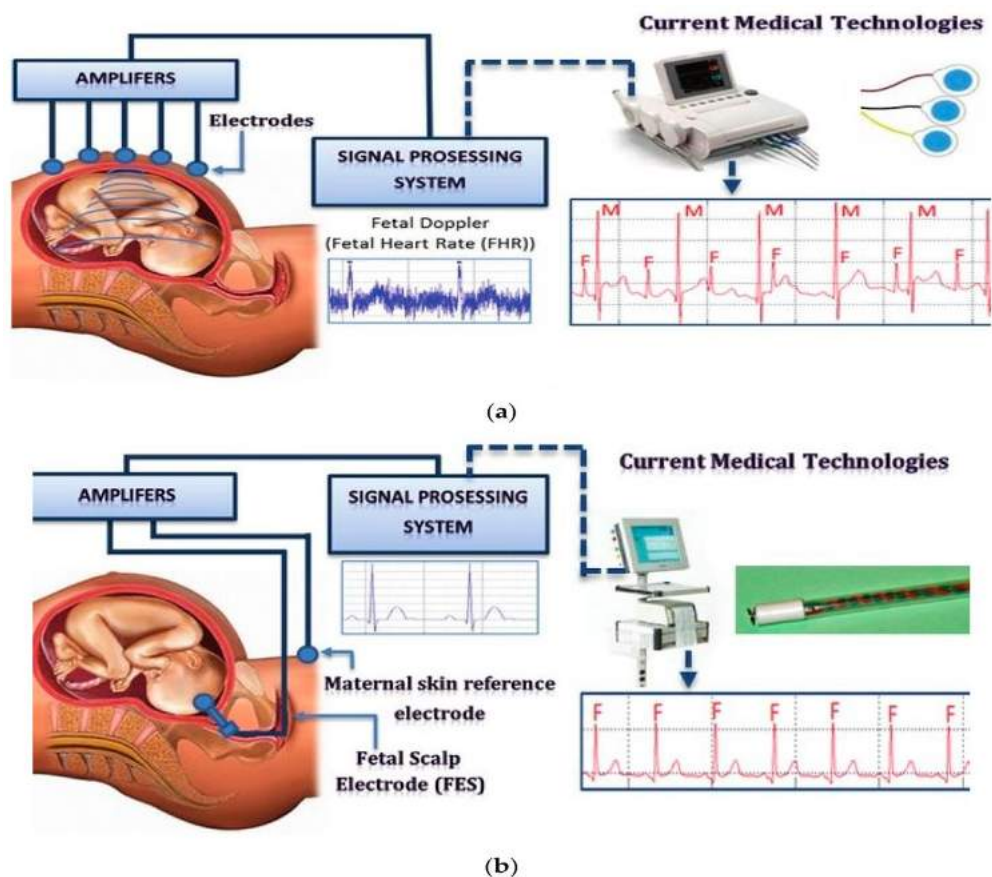 Current Medical Technologies
AMPLIFERS
Electrodes
SIGNAL PROSESSING
SYSTEM
Fetal Doppler
(Fetal Heart Rate (FHR))
M M M M M M
F F F F F F F
(a)
Current Medical Technologies
AMPLIFERS
SIGNAL PROSESSING
SYSTEM
Maternal skin reference
electrode
Fetal Scalp
Electrode (FES)
F F F F F F F
(b)